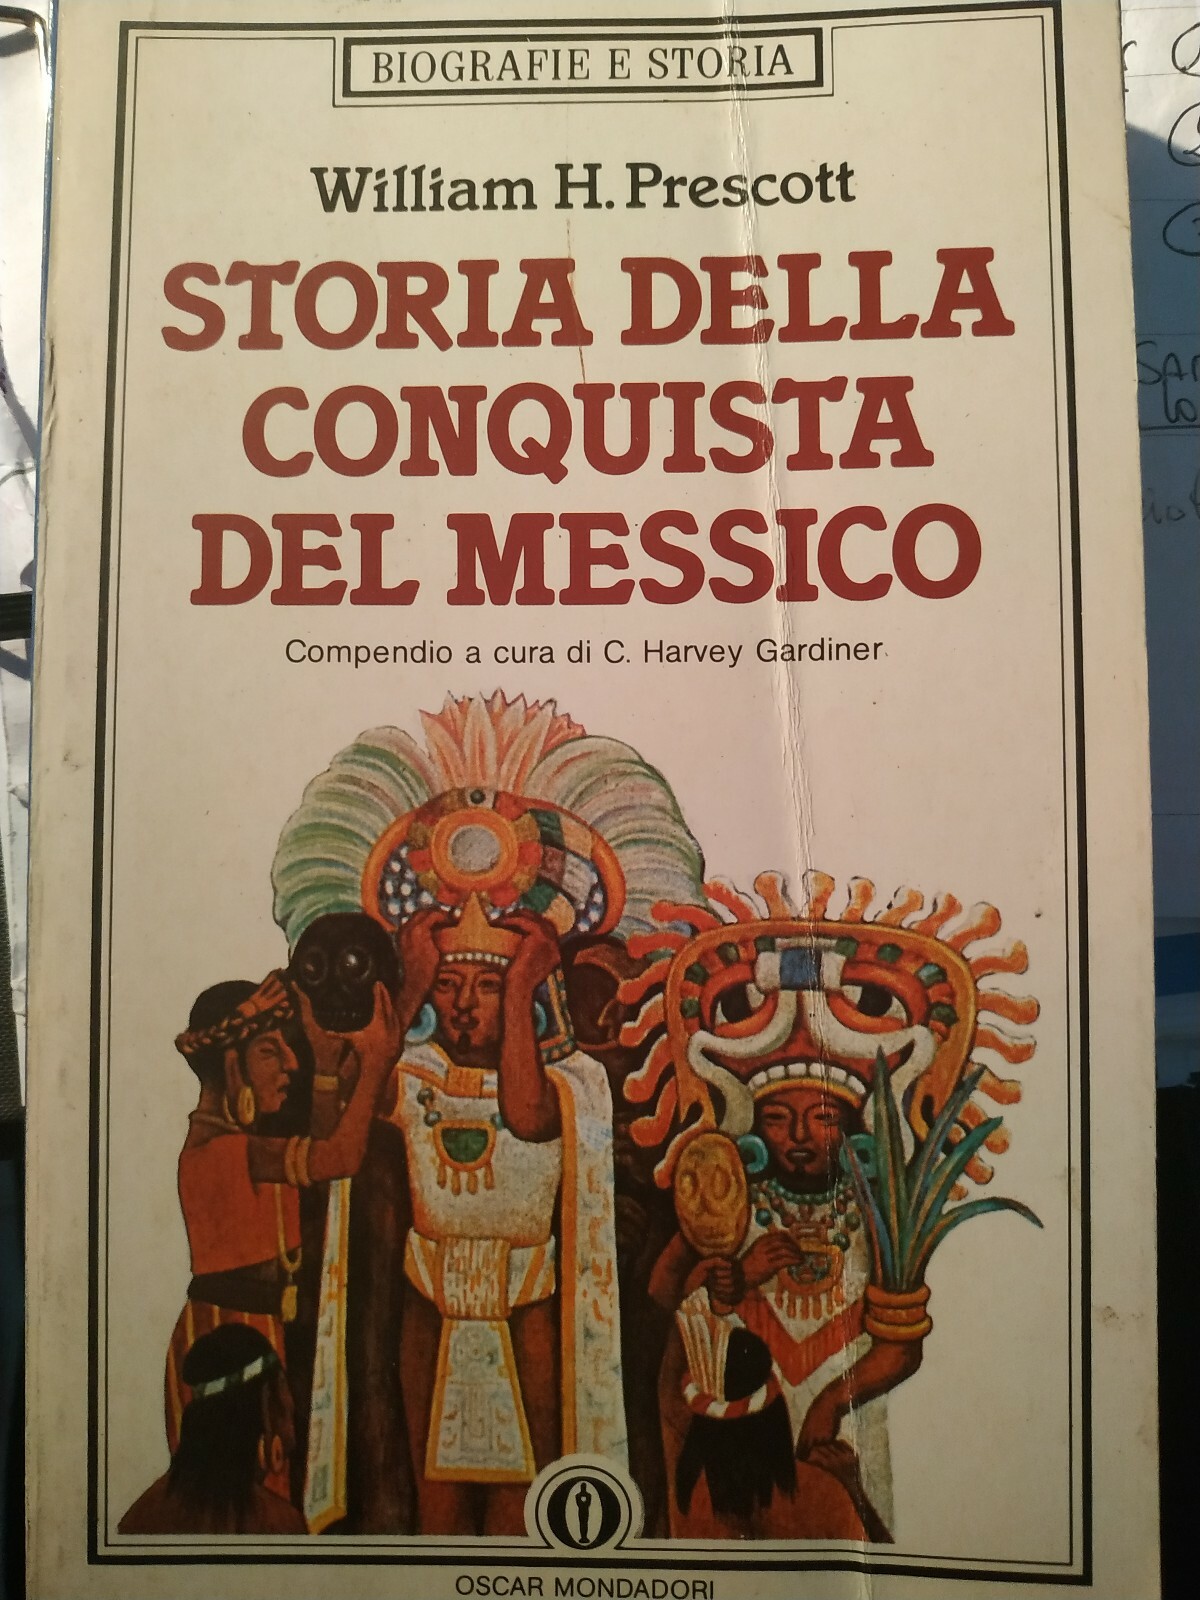 BIOGRAFIE E STORIA
William H. Prescott
STORIA DELLA
CONQUISTA
DEL MESSICO
Compendio a cura di C. Harvey Gardiner
OSCAR MONDADORI